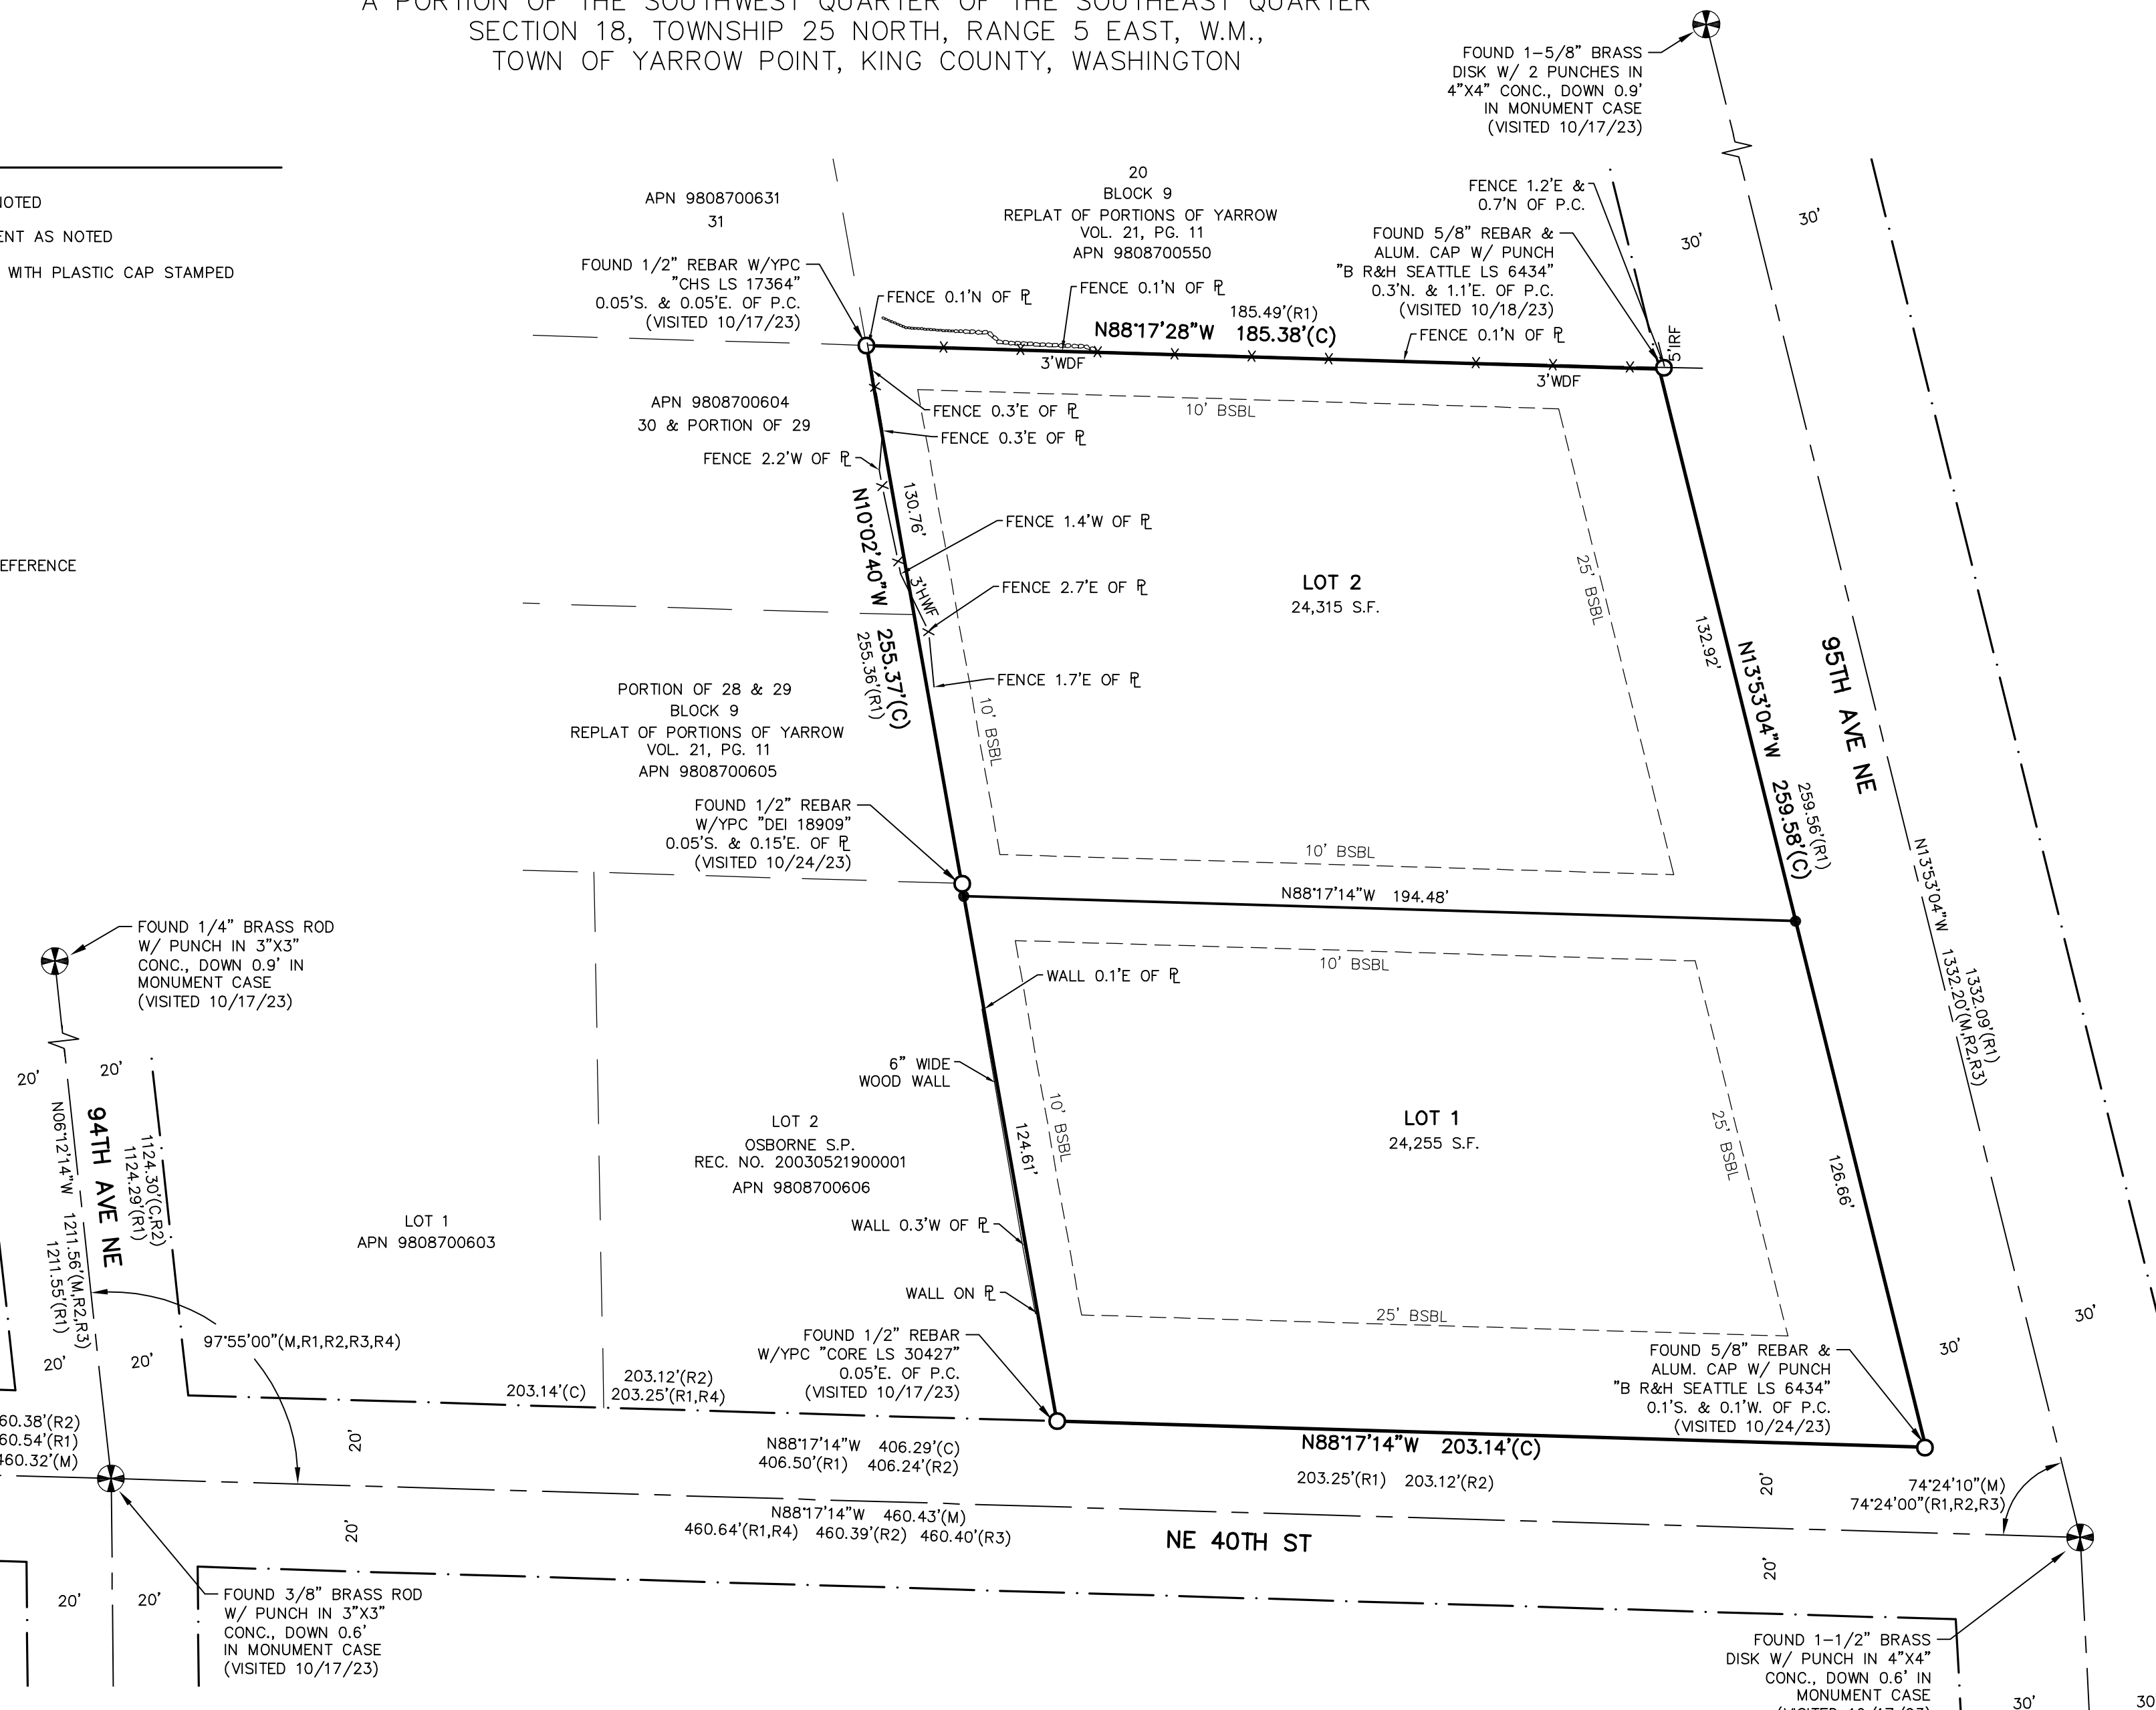 A PORTION OF THE SOUTHWEST QUARTER OF THE SOUTHEAST QUARTER
SECTION 18, TOWNSHIP 25 NORTH, RANGE 5 EAST, W.M.,
TOWN OF YARROW POINT, KING COUNTY, WASHINGTON
NOTED
ENT AS NOTED
WITH PLASTIC CAP STAMPED
EFERENCE
FOUND 1-5/8" BRASS
DISK W/ 2 PUNCHES IN
4"X4" CONC., DOWN 0.9'
IN MONUMENT CASE
(VISITED 10/17/23)
APN 9808700631
31
20
BLOCK 9
REPLAT OF PORTIONS OF YARROW
VOL. 21, PG. 11
APN 9808700550
FENCE 1.2'E &
0.7'N OF P.C.
FOUND 5/8" REBAR &
ALUM. CAP W/ PUNCH
"B R&H SEATTLE LS 6434"
0.3'N. & 1.1'E. OF P.C.
(VISITED 10/18/23)
30'
30'
FOUND 1/2" REBAR W/YPC
"CHS LS 17364"
0.05'S. & 0.05'E. OF P.C.
(VISITED 10/17/23)
FENCE 0.1'N OF PL
FENCE 0.1'N OF PL
185.49'(R1)
N88°17'28"W 185.38'(C)
FENCE 0.1'N OF PL
5'IRF
3'WDF
3'WDF
APN 9808700604
30 & PORTION OF 29
FENCE 0.3'E OF PL
FENCE 0.3'E OF PL
FENCE 2.2'W OF PL
10' BSBL
N10°02'40"W
255.37'(C)
255.36'(R1)
130.76'
FENCE 1.4'W OF PL
3'HWF
FENCE 2.7'E OF PL
FENCE 1.7'E OF PL
10' BSBL
LOT 2
24,315 S.F.
25' BSBL
132.92'
N13°53'04"W
259.58'(C)
259.56'(R1)
95TH AVE NE
PORTION OF 28 & 29
BLOCK 9
REPLAT OF PORTIONS OF YARROW
VOL. 21, PG. 11
APN 9808700605
FOUND 1/2" REBAR
W/YPC "DEI 18909"
0.05'S. & 0.15'E. OF PL
(VISITED 10/24/23)
10' BSBL
N88°17'14"W 194.48'
N13°53'04"W
1332.20'(M,R2,R3)
1332.09'(R1)
FOUND 1/4" BRASS ROD
W/ PUNCH IN 3"X3"
CONC., DOWN 0.9' IN
MONUMENT CASE
(VISITED 10/17/23)
WALL 0.1'E OF PL
10' BSBL
6" WIDE
WOOD WALL
10' BSBL
124.61'
LOT 1
24,255 S.F.
25' BSBL
126.66'
20'
20'
N06°12'14"W
1211.56'(M,R2,R3)
1211.55'(R1)
94TH AVE NE
1124.30'(C,R2)
1124.29'(R1)
LOT 2
OSBORNE S.P.
REC. NO. 20030521900001
APN 9808700606
LOT 1
APN 9808700603
WALL 0.3'W OF PL
WALL ON PL
25' BSBL
97°55'00"(M,R1,R2,R3,R4)
20'
20'
FOUND 1/2" REBAR
W/YPC "CORE LS 30427"
0.05'E. OF P.C.
(VISITED 10/17/23)
FOUND 5/8" REBAR &
ALUM. CAP W/ PUNCH
"B R&H SEATTLE LS 6434"
0.1'S. & 0.1'W. OF P.C.
(VISITED 10/24/23)
30'
30'
203.14'(C)
203.12'(R2)
203.25'(R1,R4)
60.38'(R2)
60.54'(R1)
460.32'(M)
20'
N88°17'14"W 406.29'(C)
406.50'(R1) 406.24'(R2)
N88°17'14"W 203.14'(C)
203.25'(R1) 203.12'(R2)
20'
74°24'10"(M)
74°24'00"(R1,R2,R3)
N88°17'14"W 460.43'(M)
460.64'(R1,R4) 460.39'(R2) 460.40'(R3)
NE 40TH ST
20'
20'
FOUND 3/8" BRASS ROD
W/ PUNCH IN 3"X3"
CONC., DOWN 0.6'
IN MONUMENT CASE
(VISITED 10/17/23)
20'
20'
FOUND 1-1/2" BRASS
DISK W/ PUNCH IN 4"X4"
CONC., DOWN 0.6' IN
MONUMENT CASE
(VISITED 10/17/23)
30'
30'